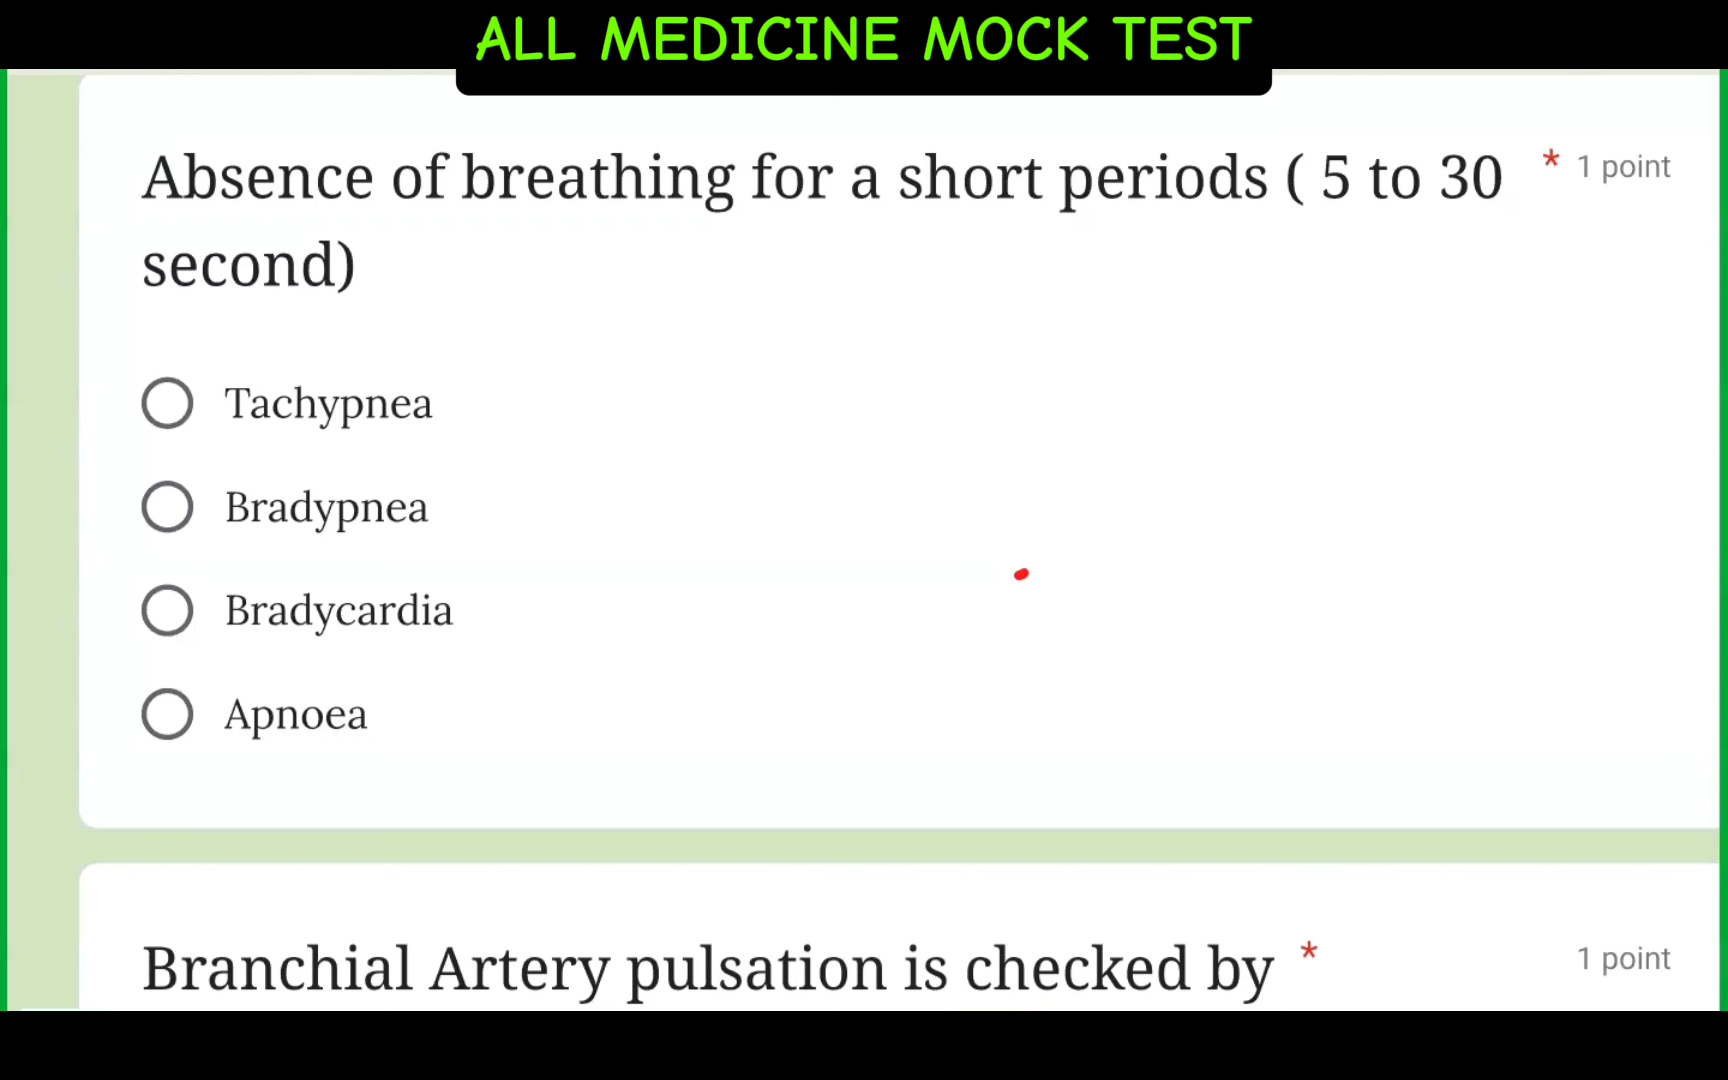 ALL MEDICINE MOCK TEST
Absence of breathing for a short periods ( 5 to 30 * 1 point
second)
Tachypnea
Bradypnea
Bradycardia
Apnoea
Branchial Artery pulsation is checked by * 1 point